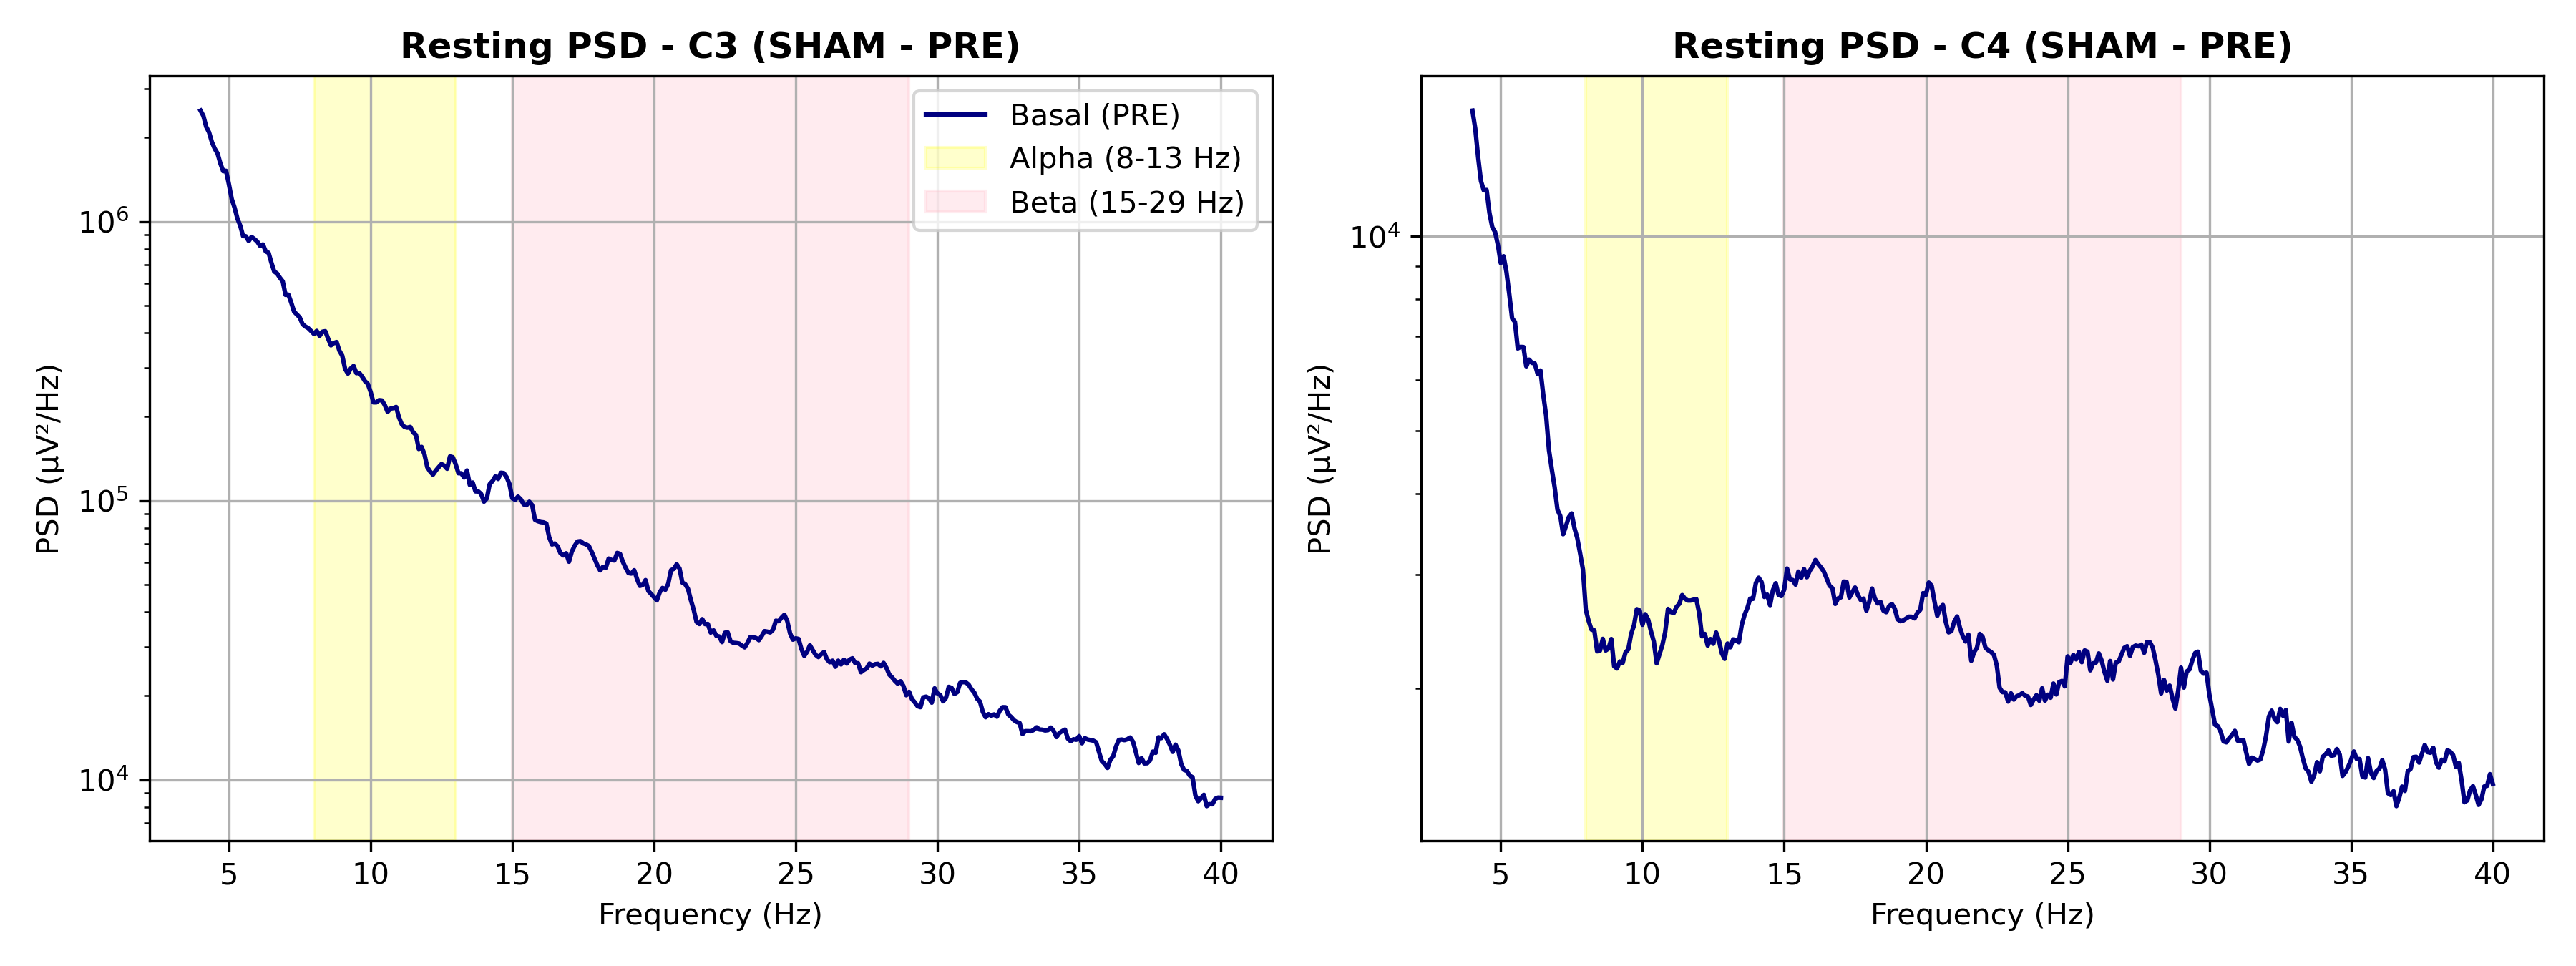 Resting PSD - C3 (SHAM - PRE)
PSD (µV²/Hz)
10⁶
10⁵
10⁴
Basal (PRE)
Alpha (8-13 Hz)
Beta (15-29 Hz)
5 10 15 20 25 30 35 40
Frequency (Hz)
Resting PSD - C4 (SHAM - PRE)
PSD (µV²/Hz)
10⁴
5 10 15 20 25 30 35 40
Frequency (Hz)